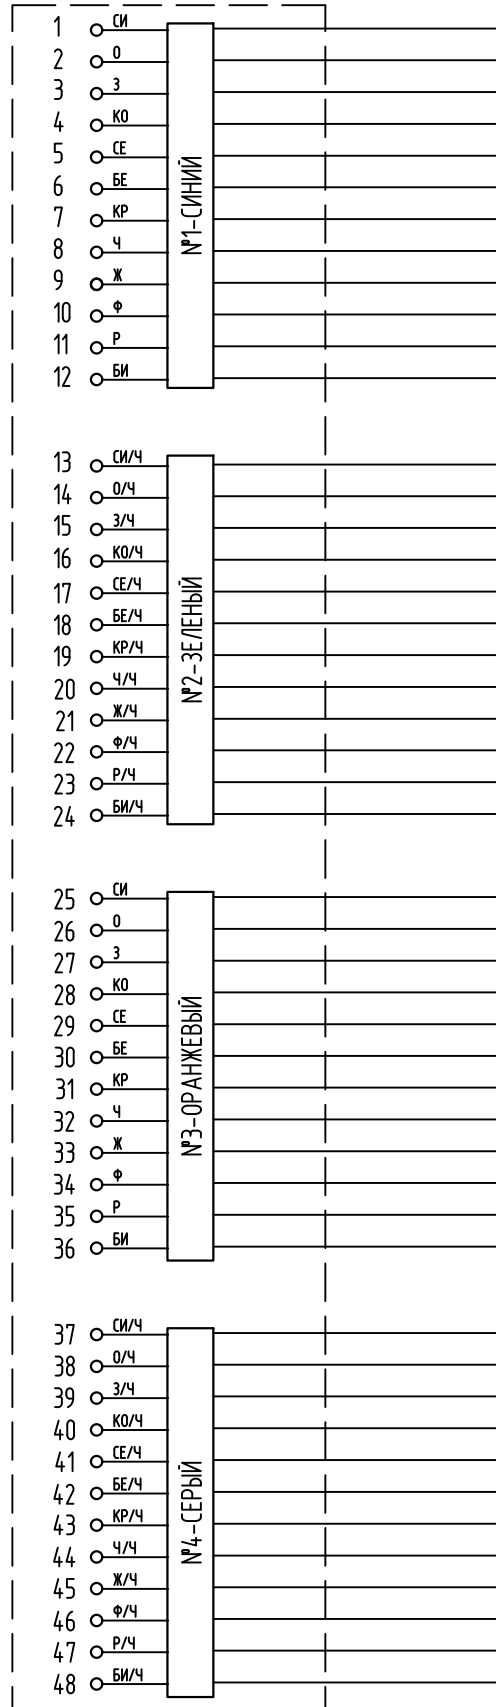 1 СИ
2 О
3 З
4 КО
5 СЕ
6 БЕ
7 КР
8 Ч
9 Ж
10 Ф
11 Р
12 БИ
№1-СИНИЙ
13 СИ/Ч
14 О/Ч
15 З/Ч
16 КО/Ч
17 СЕ/Ч
18 БЕ/Ч
19 КР/Ч
20 Ч/Ч
21 Ж/Ч
22 Ф/Ч
23 Р/Ч
24 БИ/Ч
№2-ЗЕЛЕНЫЙ
25 СИ
26 О
27 З
28 КО
29 СЕ
30 БЕ
31 КР
32 Ч
33 Ж
34 Ф
35 Р
36 БИ
№3-ОРАНЖЕВЫЙ
37 СИ/Ч
38 О/Ч
39 З/Ч
40 КО/Ч
41 СЕ/Ч
42 БЕ/Ч
43 КР/Ч
44 Ч/Ч
45 Ж/Ч
46 Ф/Ч
47 Р/Ч
48 БИ/Ч
№4-СЕРЫЙ